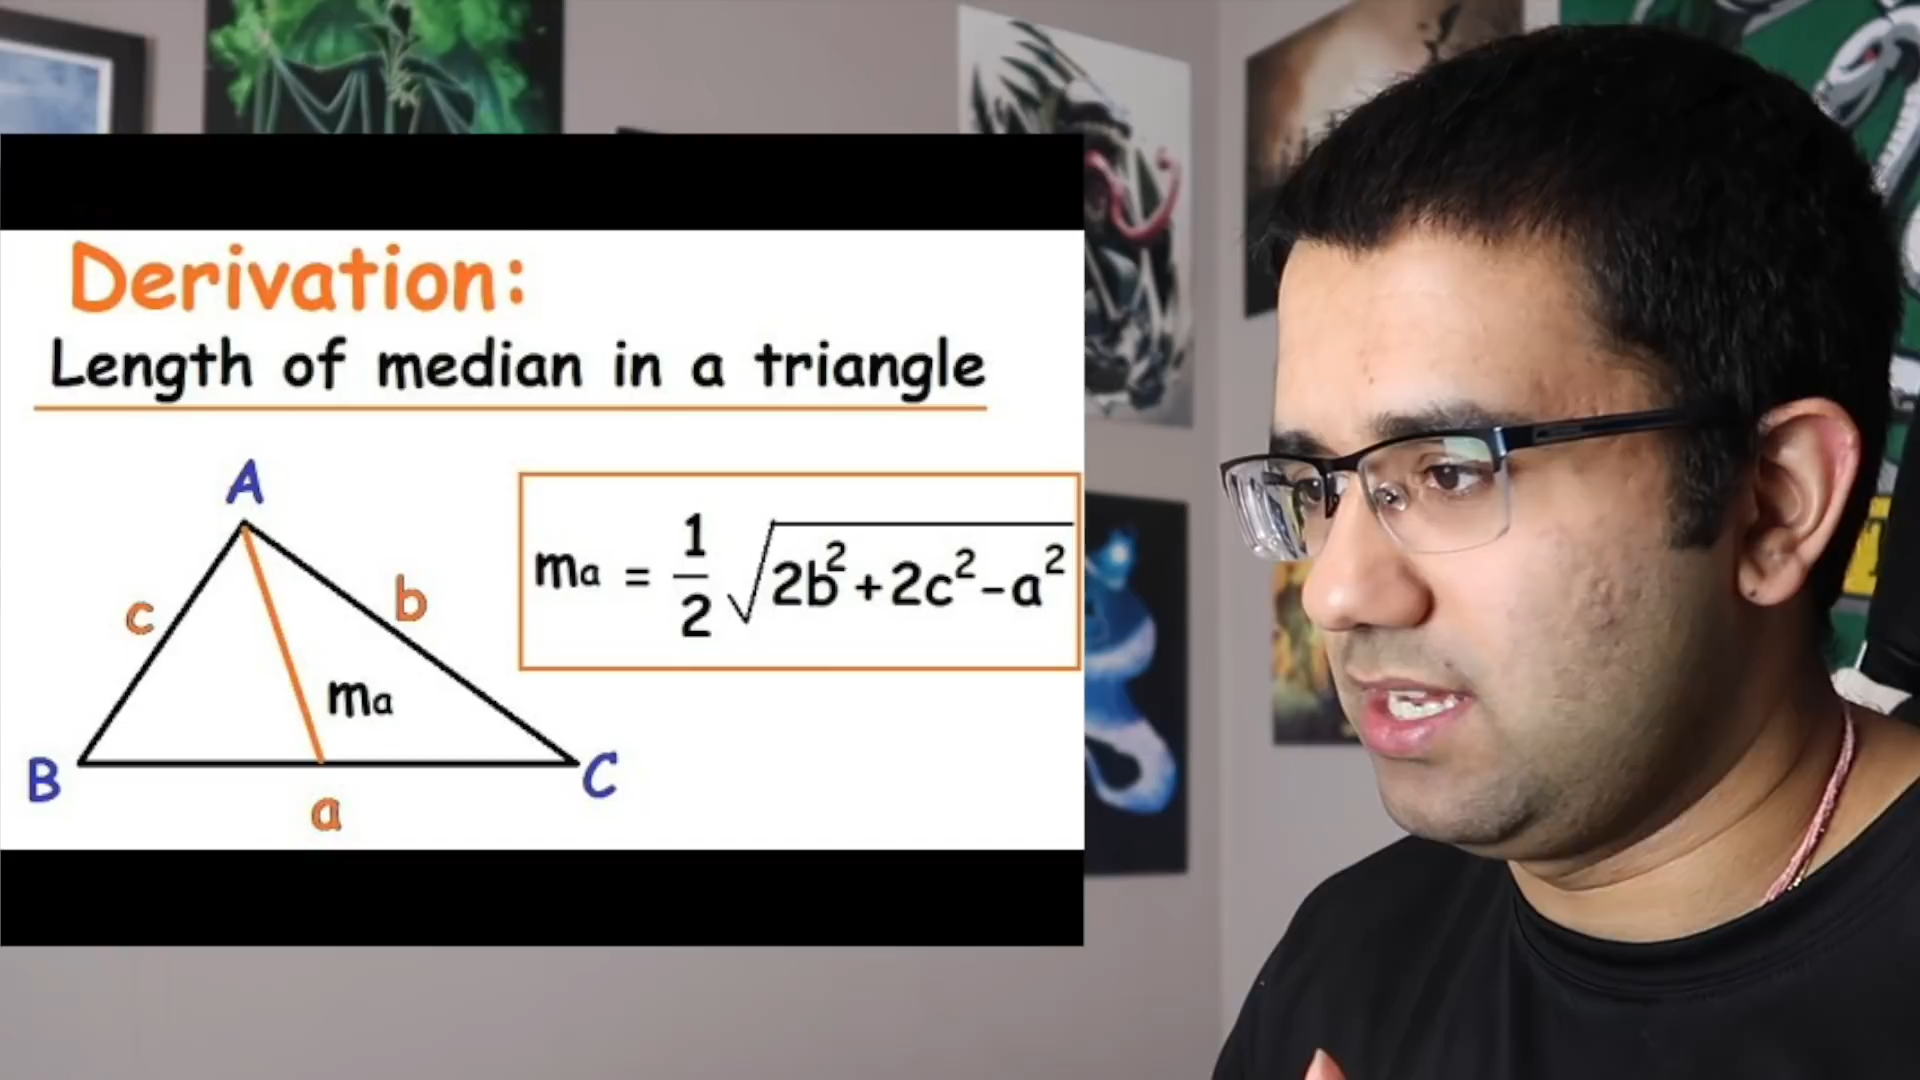 Derivation:
Length of median in a triangle
A
c
b
ma
B
a
C
ma = 1/2 √2b²+2c²-a²